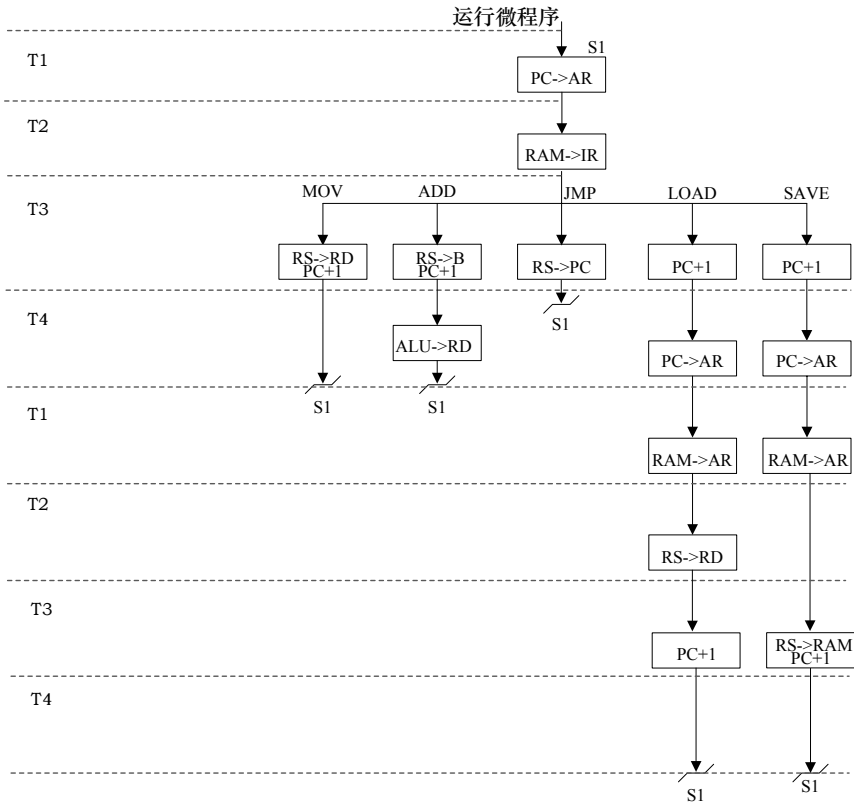 运行微程序
T1
S1
PC->AR
T2
RAM->IR
T3
MOV
ADD
JMP
LOAD
SAVE
RS->RD
PC+1
RS->B
PC+1
RS->PC
PC+1
PC+1
T4
S1
ALU->RD
PC->AR
PC->AR
S1
S1
T1
RAM->AR
RAM->AR
T2
RS->RD
T3
PC+1
RS->RAM
PC+1
T4
S1
S1